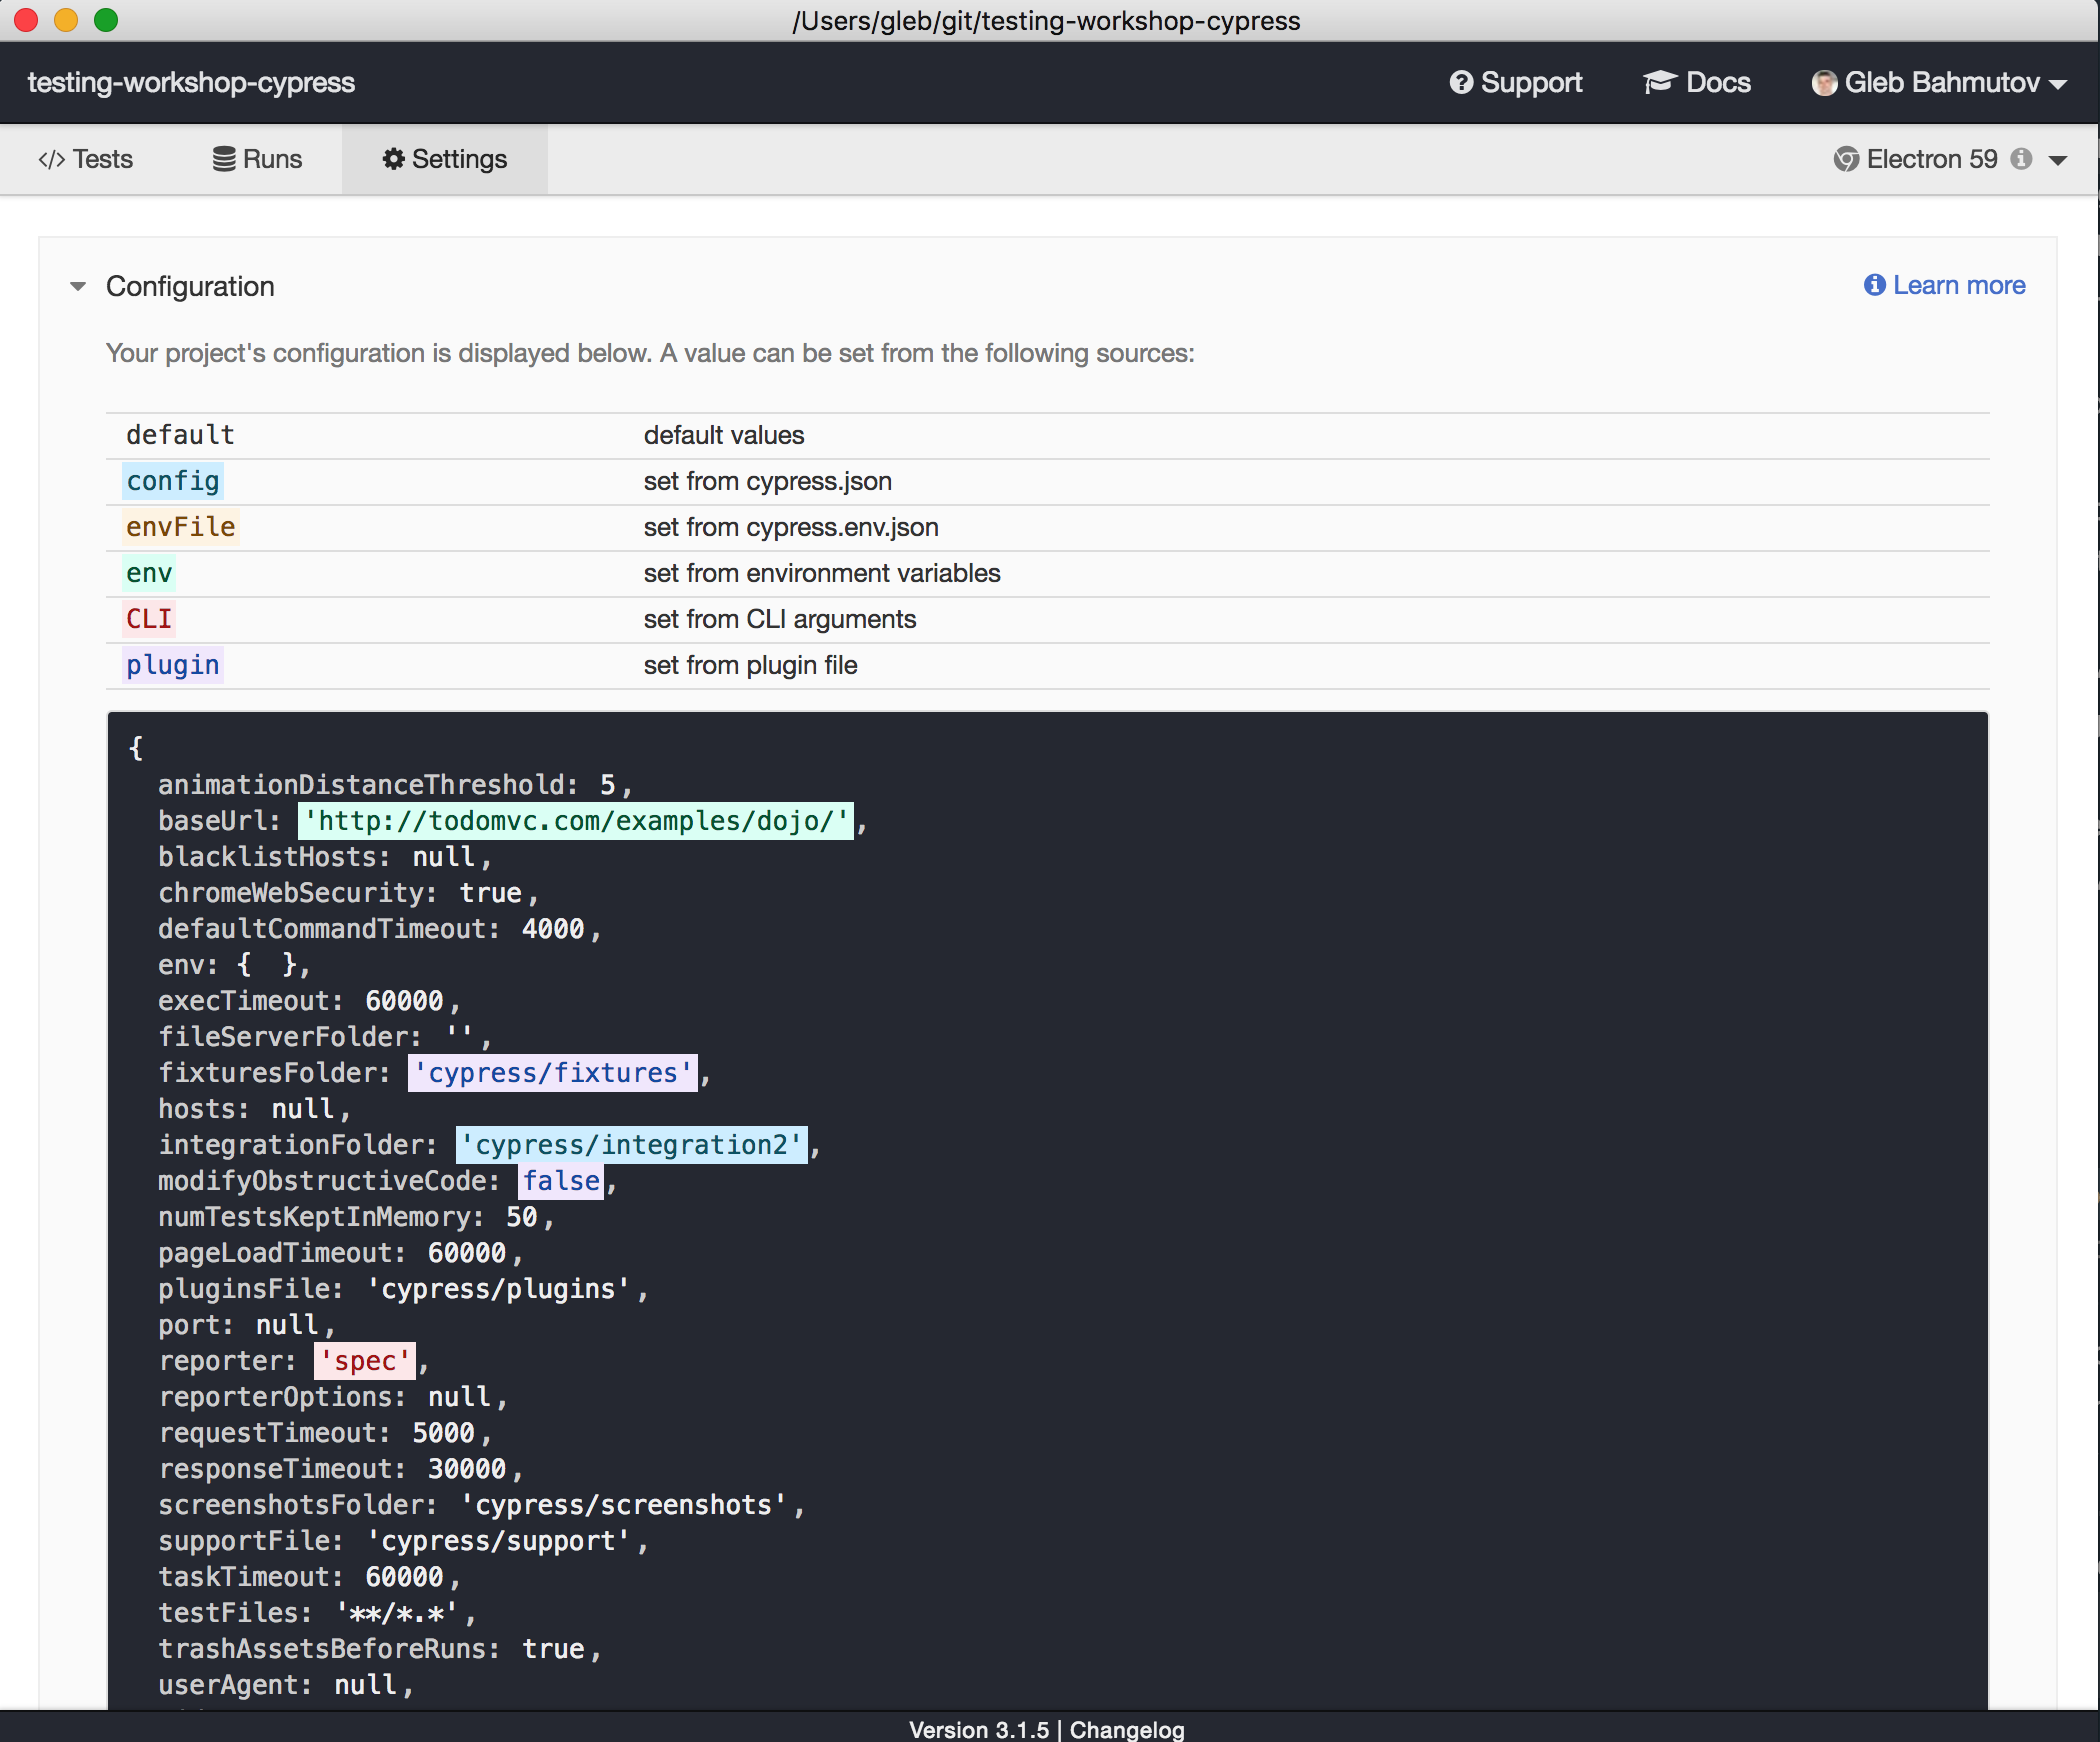 /Users/gleb/git/testing-workshop-cypress
testing-workshop-cypress Support Docs Gleb Bahmutov
</> Tests Runs Settings Electron 59
Configuration Learn more
Your project's configuration is displayed below. A value can be set from the following sources:
default default values
config set from cypress.json
envFile set from cypress.env.json
env set from environment variables
CLI set from CLI arguments
plugin set from plugin file
{
animationDistanceThreshold: 5,
baseUrl: 'http://todomvc.com/examples/dojo/',
blacklistHosts: null,
chromeWebSecurity: true,
defaultCommandTimeout: 4000,
env: { },
execTimeout: 60000,
fileServerFolder: '',
fixturesFolder: 'cypress/fixtures',
hosts: null,
integrationFolder: 'cypress/integration2',
modifyObstructiveCode: false,
numTestsKeptInMemory: 50,
pageLoadTimeout: 60000,
pluginsFile: 'cypress/plugins',
port: null,
reporter: 'spec',
reporterOptions: null,
requestTimeout: 5000,
responseTimeout: 30000,
screenshotsFolder: 'cypress/screenshots',
supportFile: 'cypress/support',
taskTimeout: 60000,
testFiles: '**/*.*',
trashAssetsBeforeRuns: true,
userAgent: null,
Version 3.1.5 | Changelog